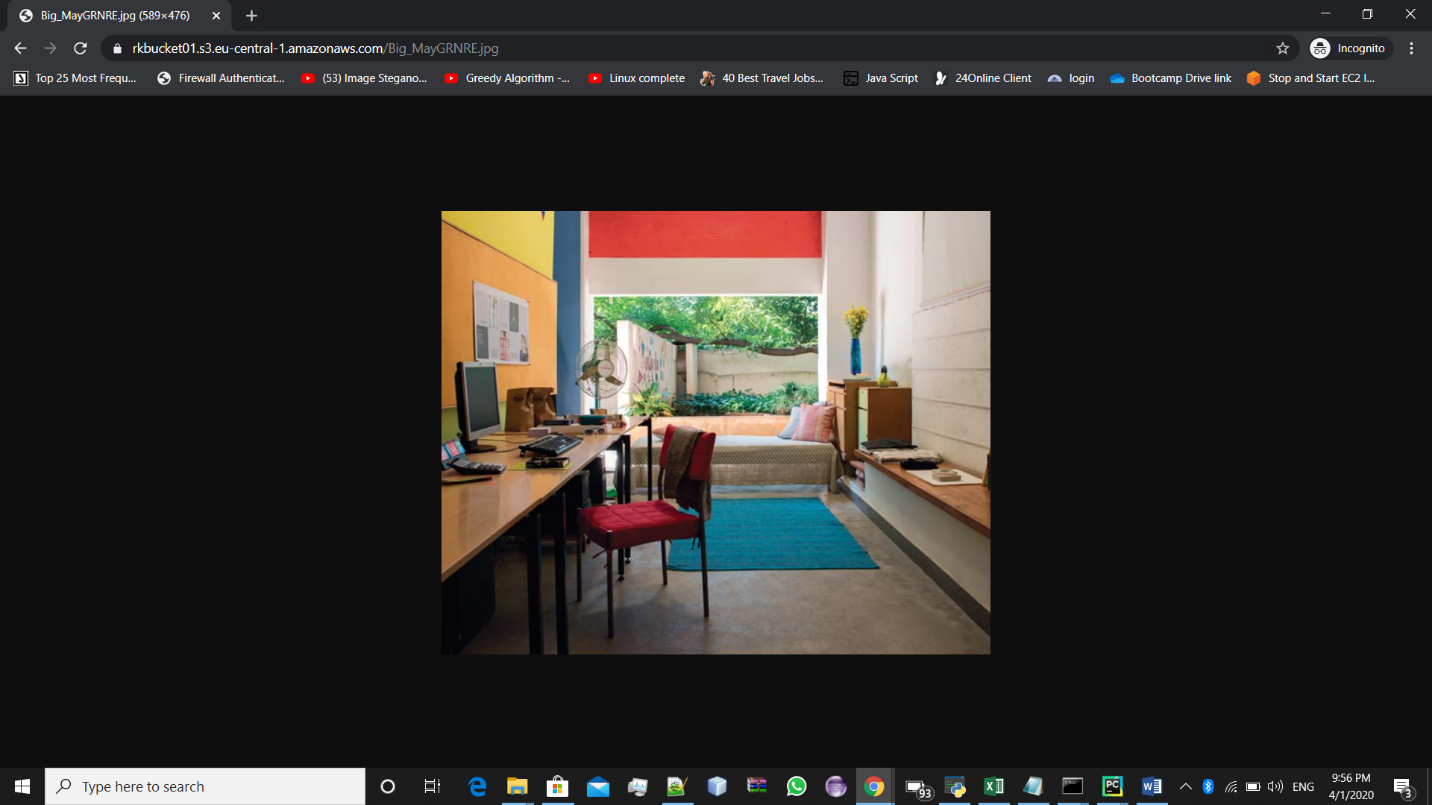 Big_MayGRNRE.jpg (589×476)
rkbucket01.s3.eu-central-1.amazonaws.com/Big_MayGRNRE.jpg
Incognito
Top 25 Most Frequ...
Firewall Authenticat...
(53) Image Stegano...
Greedy Algorithm -...
Linux complete
40 Best Travel Jobs...
Java Script
24Online Client
login
Bootcamp Drive link
Stop and Start EC2 I...
Type here to search
93
PC
ENG
9:56 PM
4/1/2020
3